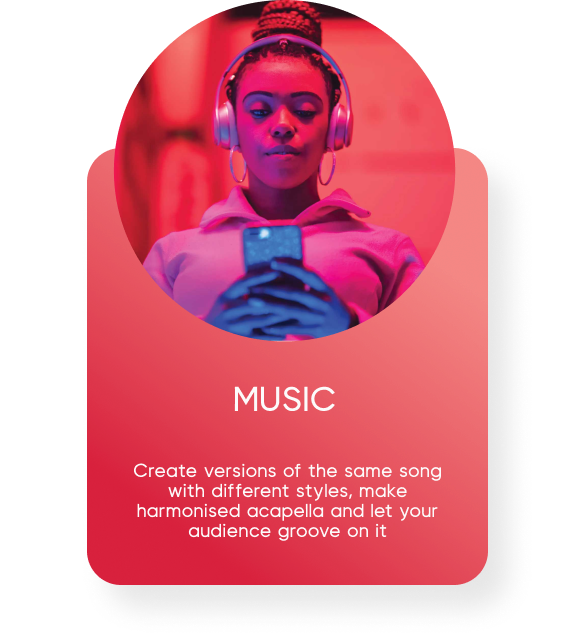 MUSIC
Create versions of the same song
with different styles, make
harmonised acapella and let your
audience groove on it